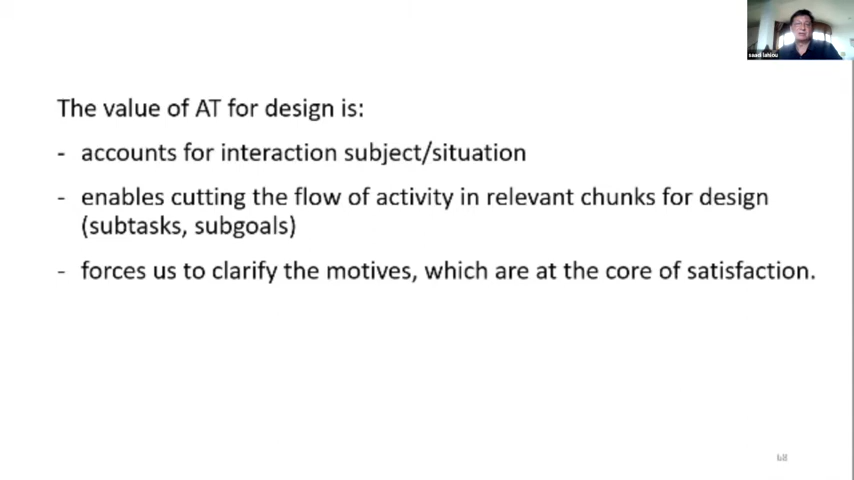 saadi lahlou
The value of AT for design is:
- accounts for interaction subject/situation
- enables cutting the flow of activity in relevant chunks for design
(subtasks, subgoals)
- forces us to clarify the motives, which are at the core of satisfaction.